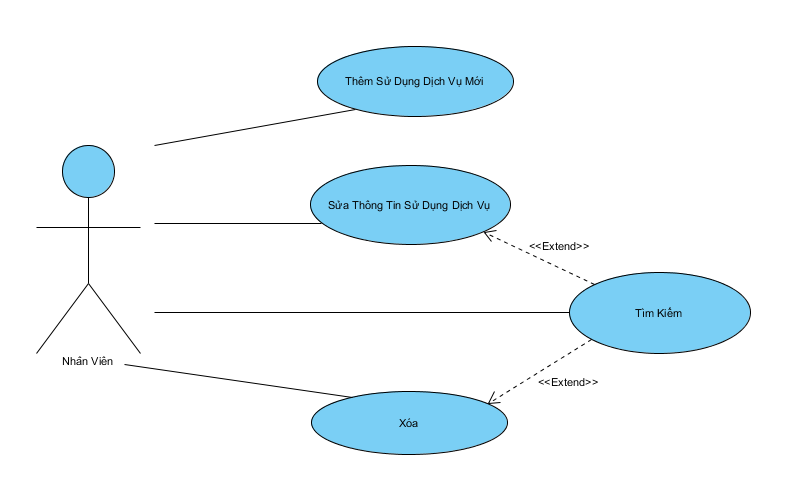 Thêm Sử Dụng Dịch Vụ Mới
Sửa Thông Tin Sử Dụng Dịch Vụ
<<Extend>>
Tìm Kiếm
Nhân Viên
<<Extend>>
Xóa